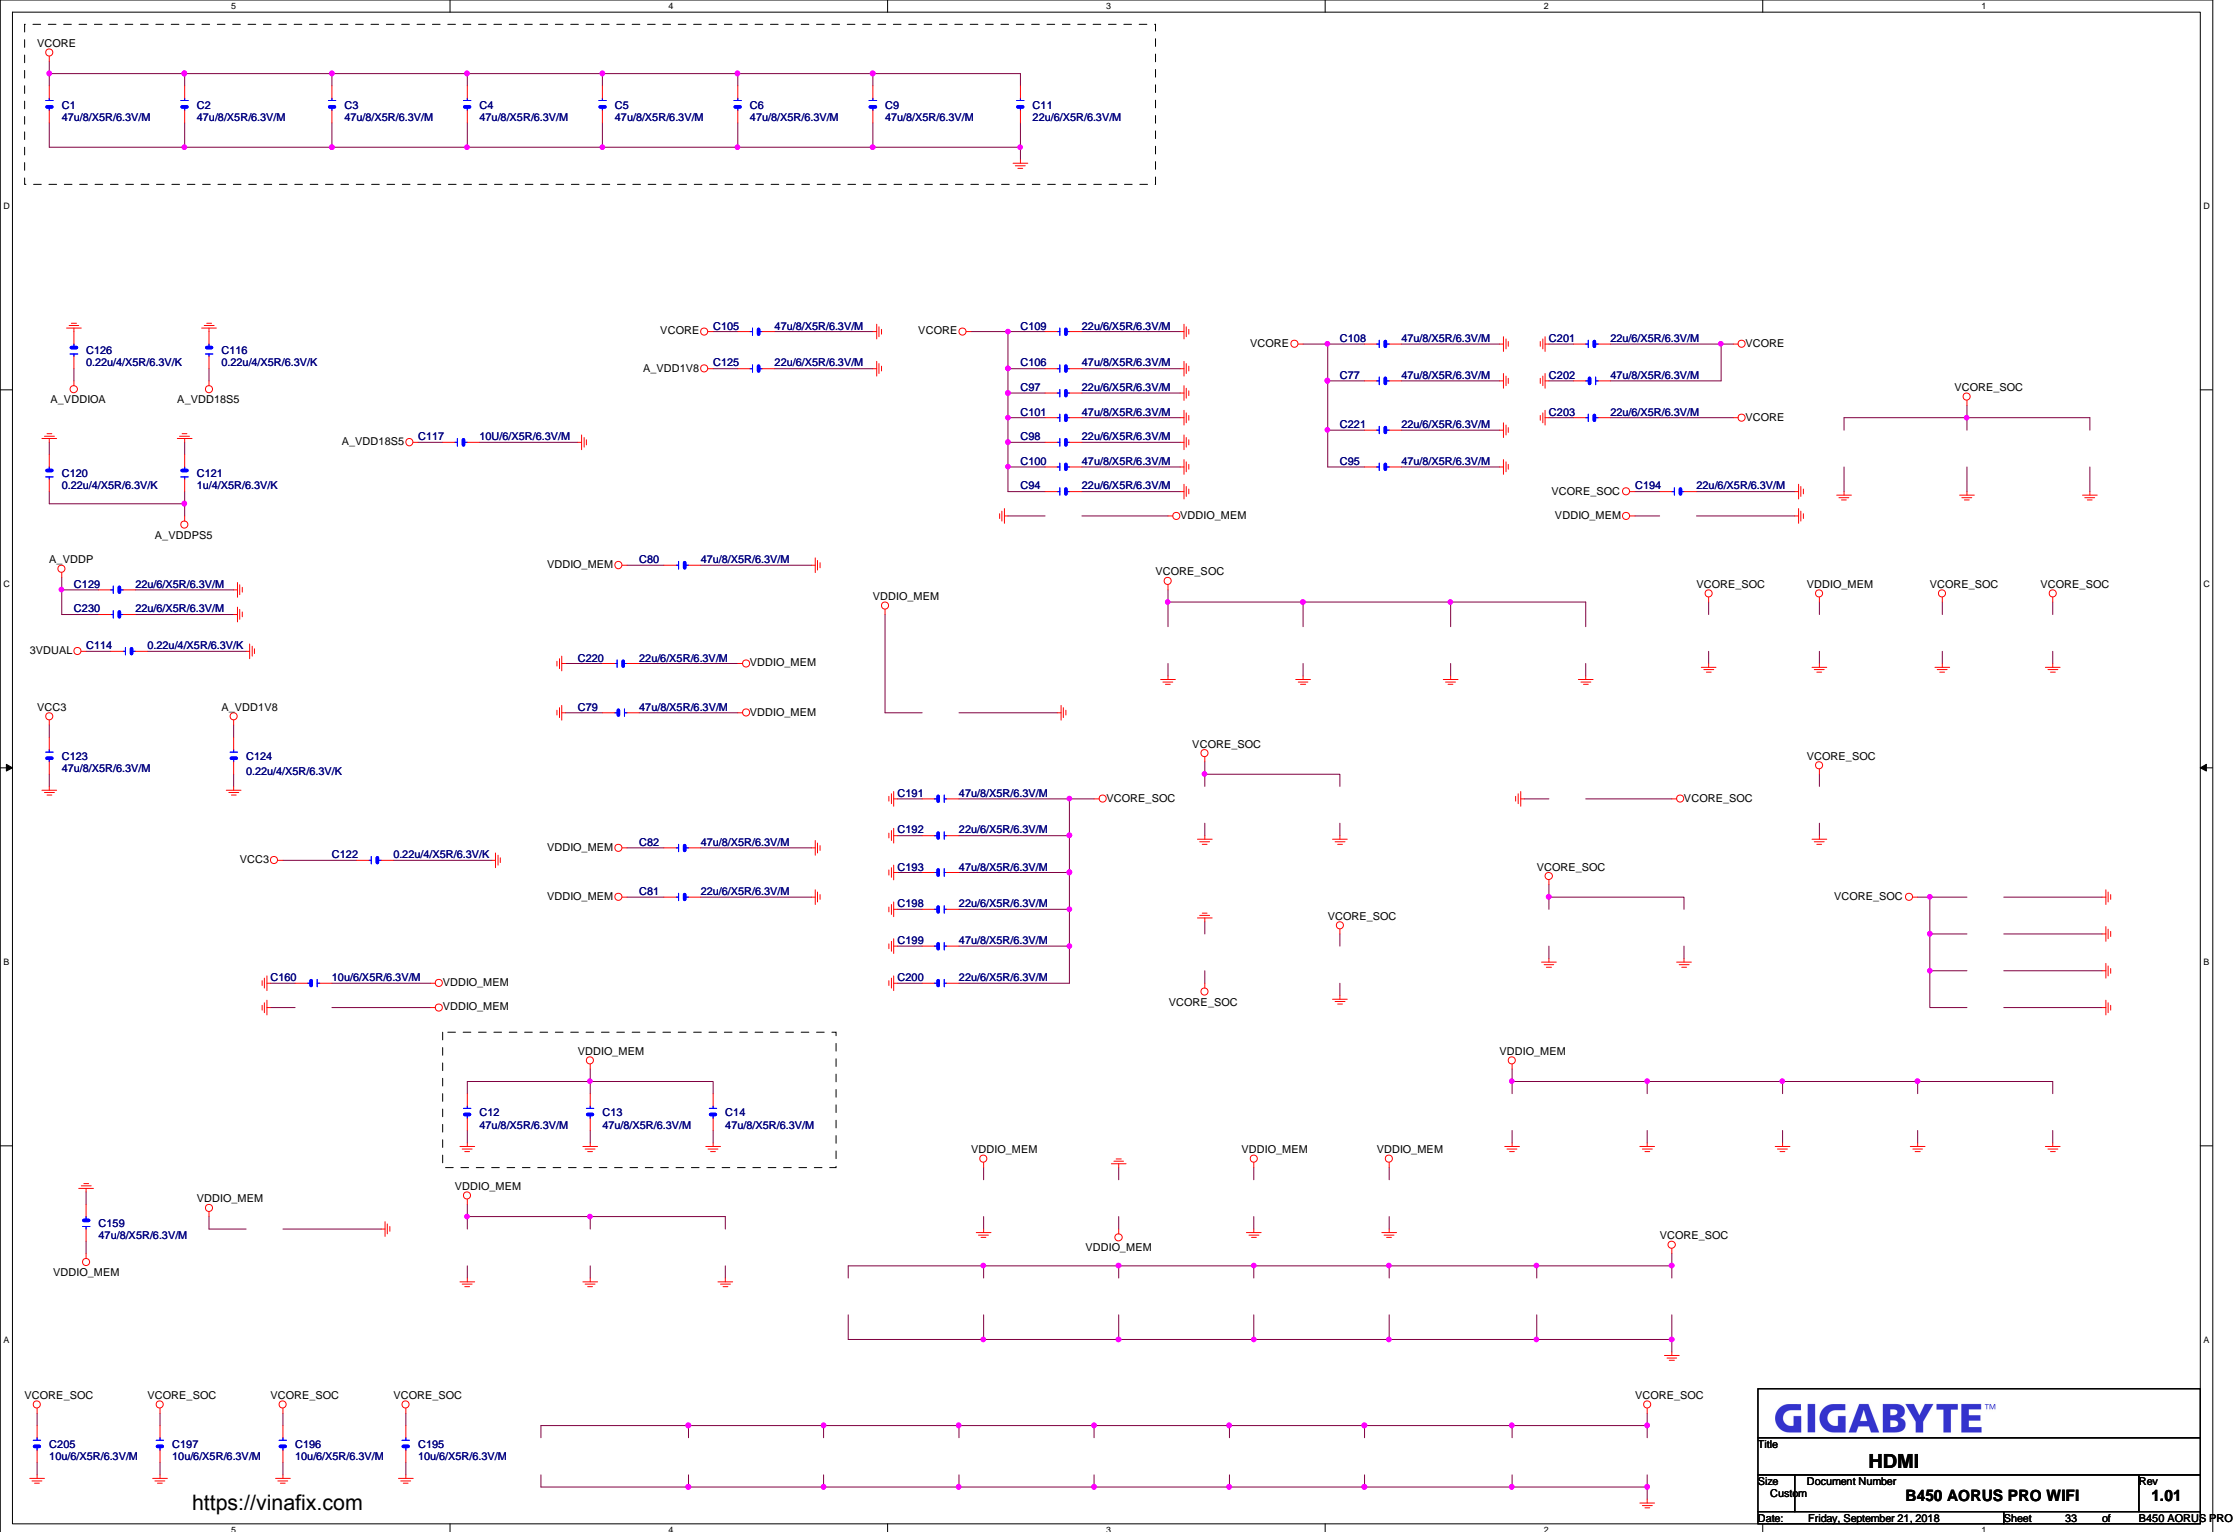 5 4 3 2 1
VCORE
C1 C2 C3 C4 C5 C6 C9 C11
47u/8/X5R/6.3V/M 47u/8/X5R/6.3V/M 47u/8/X5R/6.3V/M 47u/8/X5R/6.3V/M 47u/8/X5R/6.3V/M 47u/8/X5R/6.3V/M 47u/8/X5R/6.3V/M 22u/6/X5R/6.3V/M
D D
C126
0.22u/4/X5R/6.3V/K
A_VDDIOA
C116
0.22u/4/X5R/6.3V/K
A_VDD18S5
VCORE C105 47u/8/X5R/6.3V/M
A_VDD1V8 C125 22u/6/X5R/6.3V/M
VCORE C109 22u/6/X5R/6.3V/M
C106 47u/8/X5R/6.3V/M
C97 22u/6/X5R/6.3V/M
C101 47u/8/X5R/6.3V/M
C98 22u/6/X5R/6.3V/M
C100 47u/8/X5R/6.3V/M
C94 22u/6/X5R/6.3V/M
VDDIO_MEM
VCORE C108 47u/8/X5R/6.3V/M
C77 47u/8/X5R/6.3V/M
C221 22u/6/X5R/6.3V/M
C95 47u/8/X5R/6.3V/M
C201 22u/6/X5R/6.3V/M VCORE
C202 47u/8/X5R/6.3V/M
C203 22u/6/X5R/6.3V/M VCORE
VCORE_SOC
VCORE_SOC C194 22u/6/X5R/6.3V/M
VDDIO_MEM
A_VDD18S5 C117 10U/6/X5R/6.3V/M
C120
0.22u/4/X5R/6.3V/K
C121
1u/4/X5R/6.3V/K
A_VDDPS5
C C
A_VDDP
C129 22u/6/X5R/6.3V/M
C230 22u/6/X5R/6.3V/M
3VDUAL C114 0.22u/4/X5R/6.3V/K
VDDIO_MEM C80 47u/8/X5R/6.3V/M
C220 22u/6/X5R/6.3V/M VDDIO_MEM
C79 47u/8/X5R/6.3V/M VDDIO_MEM
VDDIO_MEM
VCORE_SOC
VCORE_SOC VDDIO_MEM VCORE_SOC VCORE_SOC
VCC3
C123
47u/8/X5R/6.3V/M
A_VDD1V8
C124
0.22u/4/X5R/6.3V/K
VCC3 C122 0.22u/4/X5R/6.3V/K
VDDIO_MEM C82 47u/8/X5R/6.3V/M
VDDIO_MEM C81 22u/6/X5R/6.3V/M
C191 47u/8/X5R/6.3V/M VCORE_SOC
C192 22u/6/X5R/6.3V/M
C193 47u/8/X5R/6.3V/M
C198 22u/6/X5R/6.3V/M
C199 47u/8/X5R/6.3V/M
C200 22u/6/X5R/6.3V/M
VCORE_SOC
VCORE_SOC
VCORE_SOC
VCORE_SOC
VCORE_SOC
VCORE_SOC
VCORE_SOC
B B
C160 10u/6/X5R/6.3V/M VDDIO_MEM
VDDIO_MEM
VDDIO_MEM
C12 C13 C14
47u/8/X5R/6.3V/M 47u/8/X5R/6.3V/M 47u/8/X5R/6.3V/M
VDDIO_MEM
VDDIO_MEM VDDIO_MEM VDDIO_MEM
VDDIO_MEM
C159
47u/8/X5R/6.3V/M
VDDIO_MEM
VDDIO_MEM
VDDIO_MEM
VCORE_SOC
A A
VCORE_SOC VCORE_SOC VCORE_SOC VCORE_SOC
C205 C197 C196 C195
10u/6/X5R/6.3V/M 10u/6/X5R/6.3V/M 10u/6/X5R/6.3V/M 10u/6/X5R/6.3V/M
VCORE_SOC
https://vinafix.com
GIGABYTE™
Title
HDMI
Size Document Number Rev
Custom B450 AORUS PRO WIFI 1.01
Date: Friday, September 21, 2018 Sheet 33 of B450 AORUS PRO
5 4 3 2 1